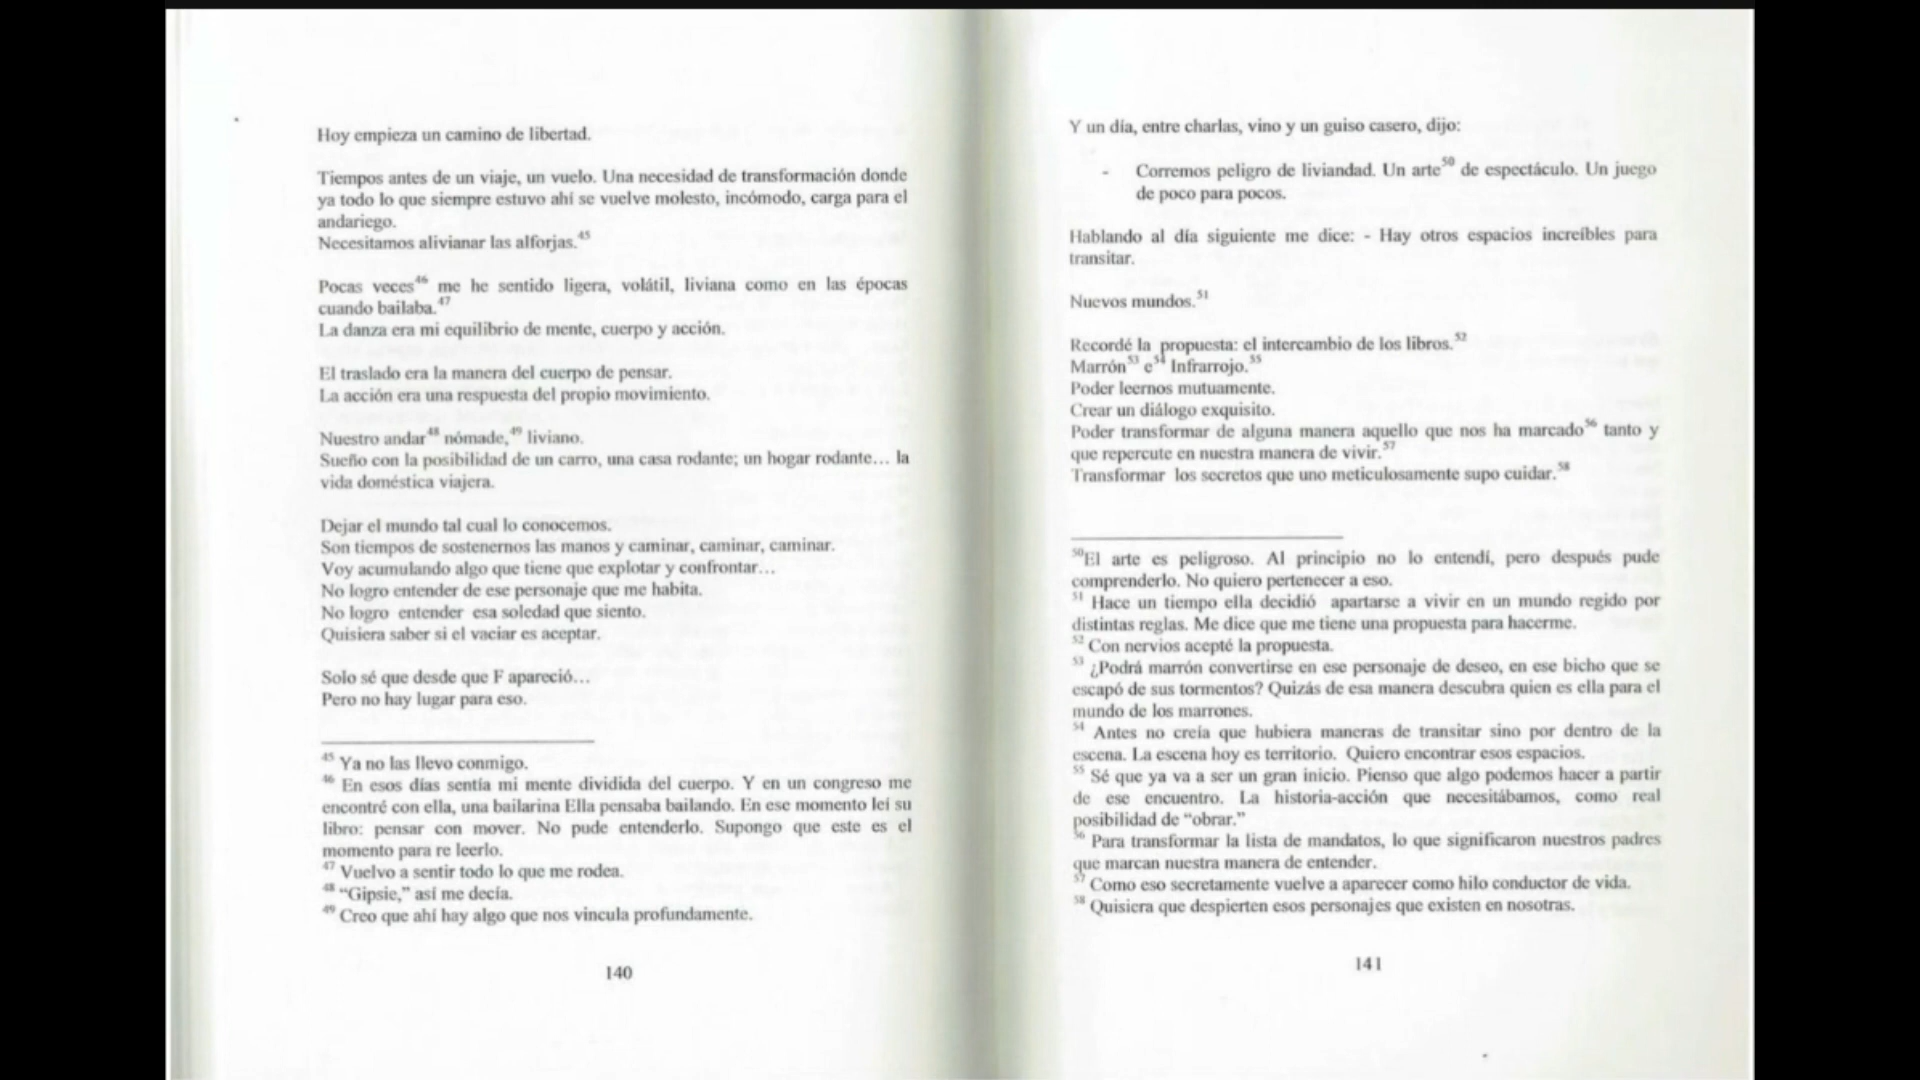 Hoy empieza un camino de libertad.
Tiempos antes de un viaje, un vuelo. Una necesidad de transformación donde
ya todo lo que siempre estuvo ahí se vuelve molesto, incómodo, carga para el
andariego.
Necesitamos alivianar las alforjas.45
Pocas veces46 me he sentido ligera, volátil, liviana como en las épocas
cuando bailaba.47
La danza era mi equilibrio de mente, cuerpo y acción.
El traslado era la manera del cuerpo de pensar.
La acción era una respuesta del propio movimiento.
Nuestro andar48 nómade,49 liviano.
Sueño con la posibilidad de un carro, una casa rodante; un hogar rodante... la
vida doméstica viajera.
Dejar el mundo tal cual lo conocemos.
Son tiempos de sostenernos las manos y caminar, caminar, caminar.
Voy acumulando algo que tiene que explotar y confrontar...
No logro entender de ese personaje que me habita.
No logro entender esa soledad que siento.
Quisiera saber si el vaciar es aceptar.
Solo sé que desde que F apareció...
Pero no hay lugar para eso.
45 Ya no las llevo conmigo.
46 En esos días sentía mi mente dividida del cuerpo. Y en un congreso me
encontré con ella, una bailarina Ella pensaba bailando. En ese momento leí su
libro: pensar con mover. No pude entenderlo. Supongo que este es el
momento para re leerlo.
47 Vuelvo a sentir todo lo que me rodea.
48 “Gipsie,” así me decía.
49 Creo que ahí hay algo que nos vincula profundamente.
140
Y un día, entre charlas, vino y un guiso casero, dijo:
- Corremos peligro de liviandad. Un arte50 de espectáculo. Un juego
de poco para pocos.
Hablando al día siguiente me dice: - Hay otros espacios increíbles para
transitar.
Nuevos mundos.51
Recordé la propuesta: el intercambio de los libros.52
Marrón53 e54 Infrarrojo.55
Poder leernos mutuamente.
Crear un diálogo exquisito.
Poder transformar de alguna manera aquello que nos ha marcado56 tanto y
que repercute en nuestra manera de vivir.57
Transformar los secretos que uno meticulosamente supo cuidar.58
50El arte es peligroso. Al principio no lo entendí, pero después pude
comprenderlo. No quiero pertenecer a eso.
51 Hace un tiempo ella decidió apartarse a vivir en un mundo regido por
distintas reglas. Me dice que me tiene una propuesta para hacerme.
52 Con nervios acepté la propuesta.
53 ¿Podrá marrón convertirse en ese personaje de deseo, en ese bicho que se
escapó de sus tormentos? Quizás de esa manera descubra quien es ella para el
mundo de los marrones.
54 Antes no creía que hubiera maneras de transitar sino por dentro de la
escena. La escena hoy es territorio. Quiero encontrar esos espacios.
55 Sé que ya va a ser un gran inicio. Pienso que algo podemos hacer a partir
de ese encuentro. La historia-acción que necesitábamos, como real
posibilidad de “obrar.”
56 Para transformar la lista de mandatos, lo que significaron nuestros padres
que marcan nuestra manera de entender.
57 Como eso secretamente vuelve a aparecer como hilo conductor de vida.
58 Quisiera que despierten esos personajes que existen en nosotras.
141